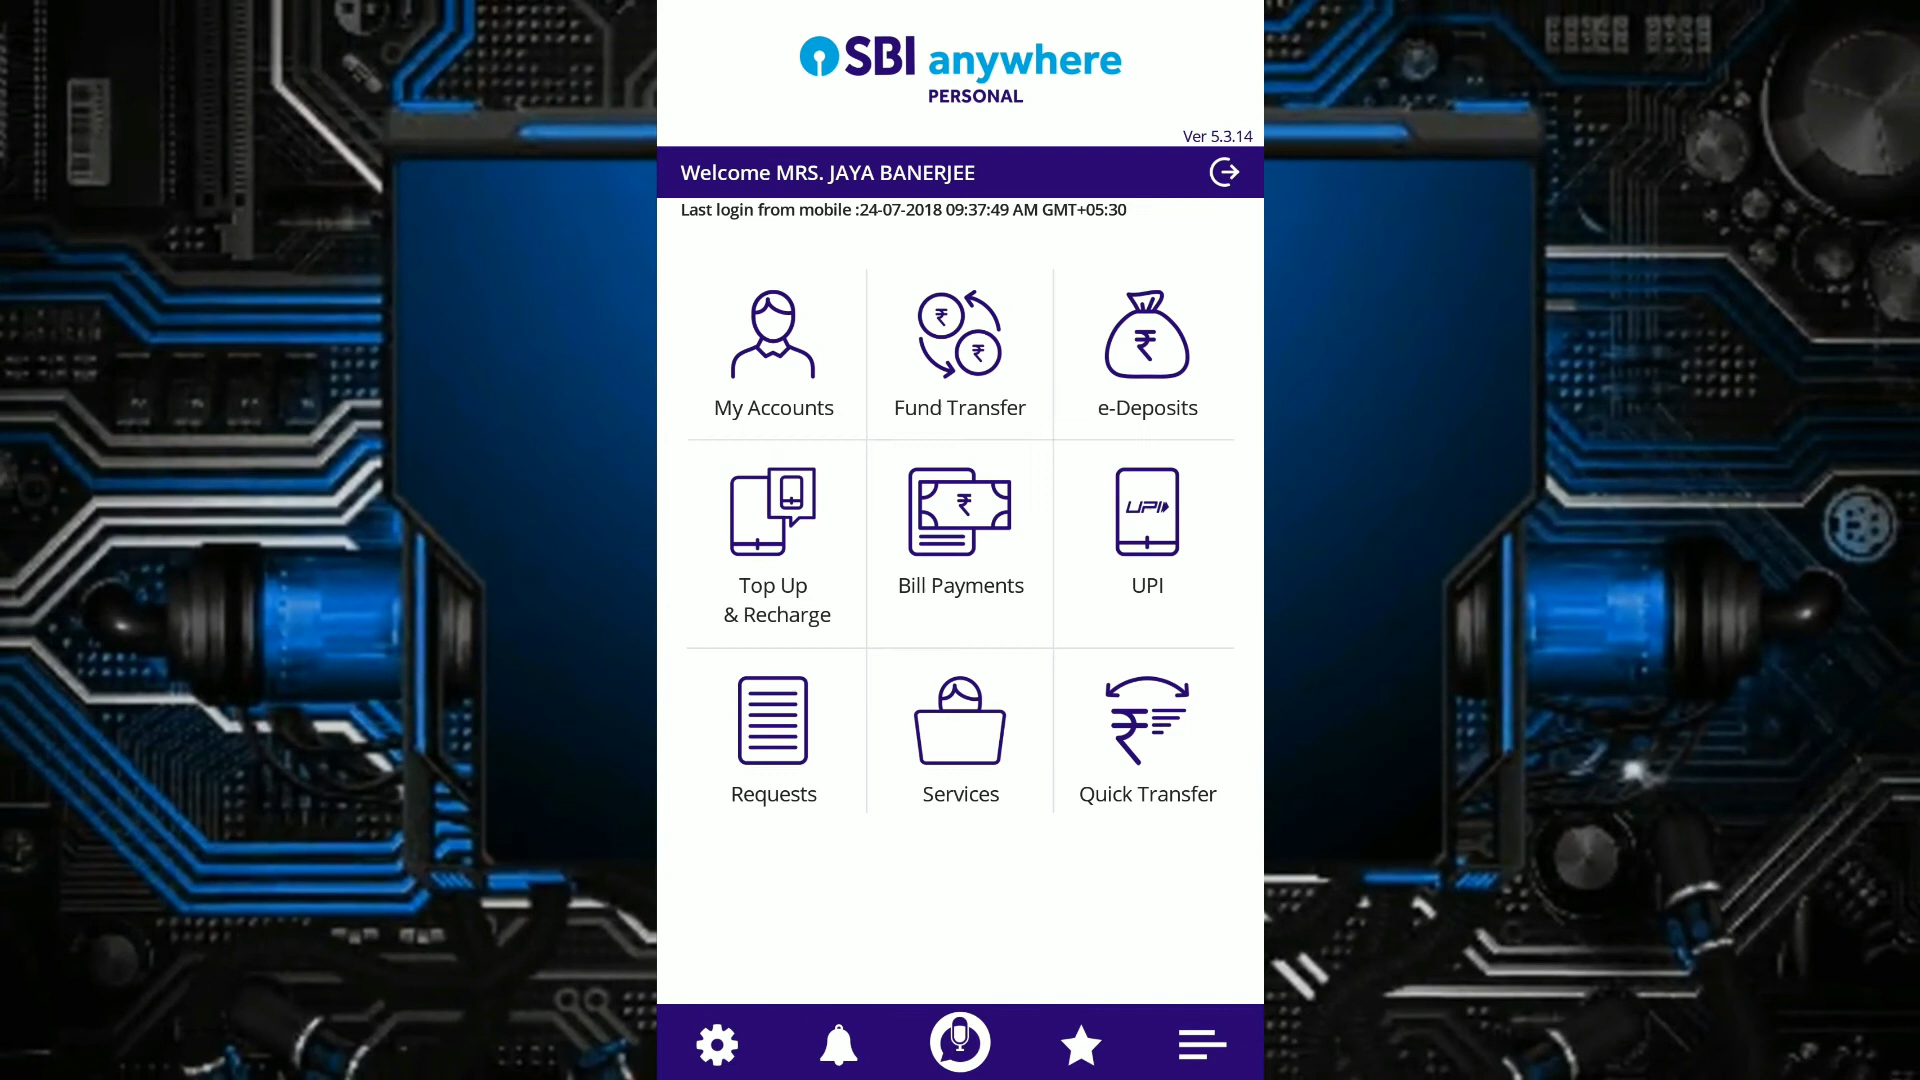 SBI anywhere
PERSONAL
Ver 5.3.14
Welcome MRS. JAYA BANERJEE
Last login from mobile :24-07-2018 09:37:49 AM GMT+05:30
My Accounts
Fund Transfer
e-Deposits
UPI
Top Up
& Recharge
Bill Payments
UPI
Requests
Services
Quick Transfer